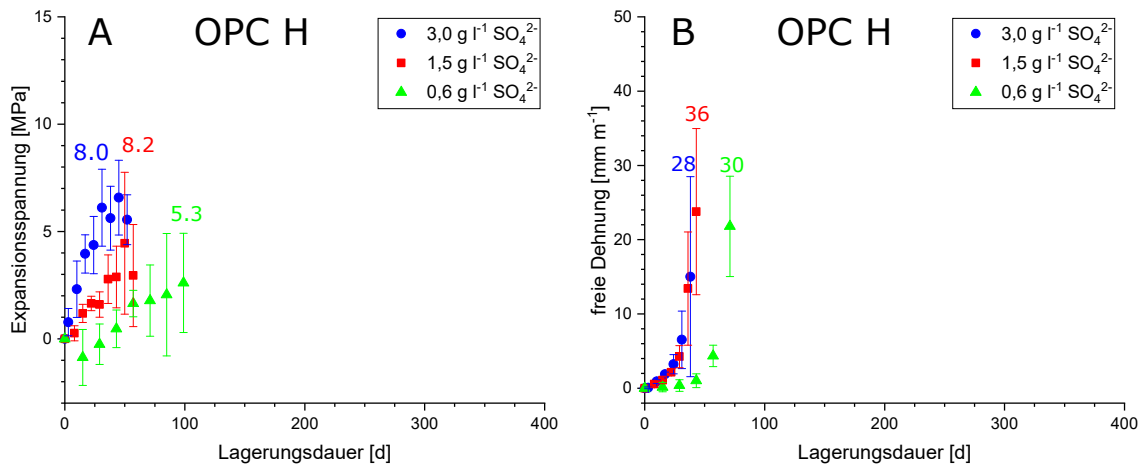 A OPC H
3,0 g l⁻¹ SO₄²⁻
1,5 g l⁻¹ SO₄²⁻
0,6 g l⁻¹ SO₄²⁻
8.0
8.2
5.3
15
10
5
0
Expansionsspannung [MPa]
0 100 200 300 400
Lagerungsdauer [d]
B OPC H
3,0 g l⁻¹ SO₄²⁻
1,5 g l⁻¹ SO₄²⁻
0,6 g l⁻¹ SO₄²⁻
36
28
30
50
40
30
20
10
0
freie Dehnung [mm m⁻¹]
0 100 200 300 400
Lagerungsdauer [d]